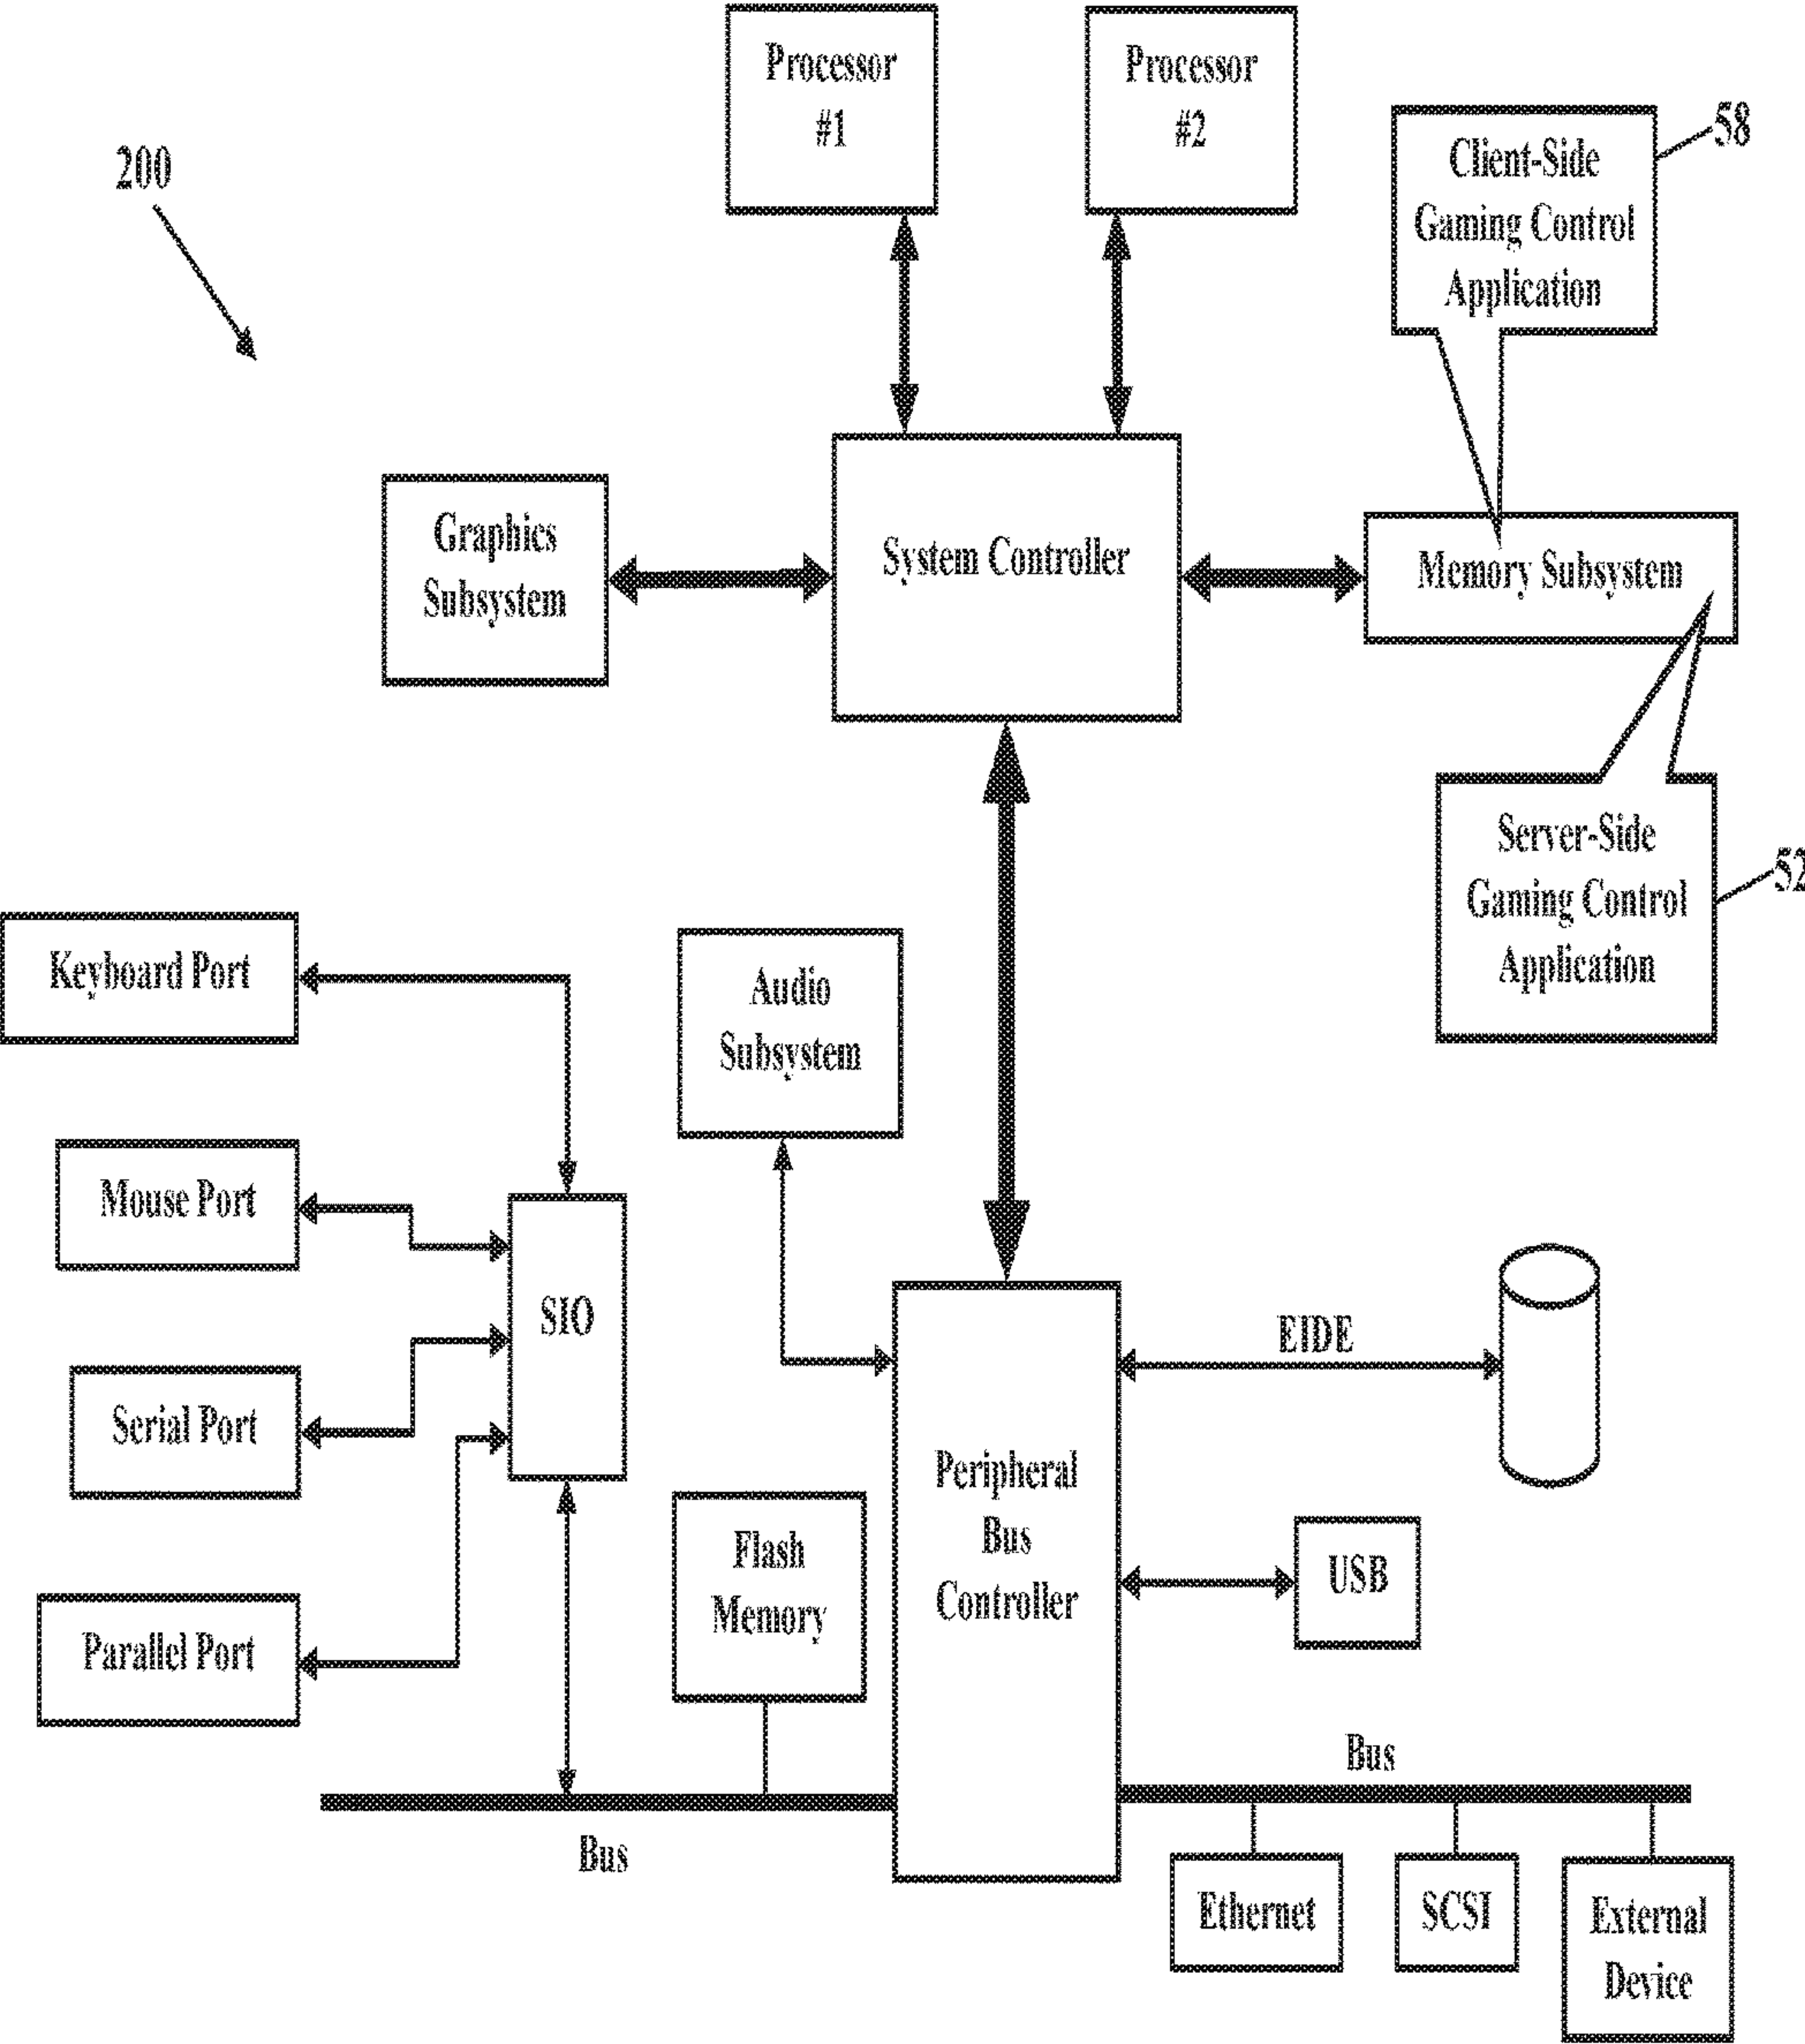 Processor
#1
Processor
#2
58
Client-Side
Gaming Control
Application
200
Graphics
Subsystem
System Controller
Memory Subsystem
Server-Side
Gaming Control
Application
52
Keyboard Port
Audio
Subsystem
Mouse Port
SIO
EIDE
Serial Port
Peripheral
Bus
Controller
Flash
Memory
USB
Parallel Port
Bus
Bus
Ethernet
SCSI
External
Device